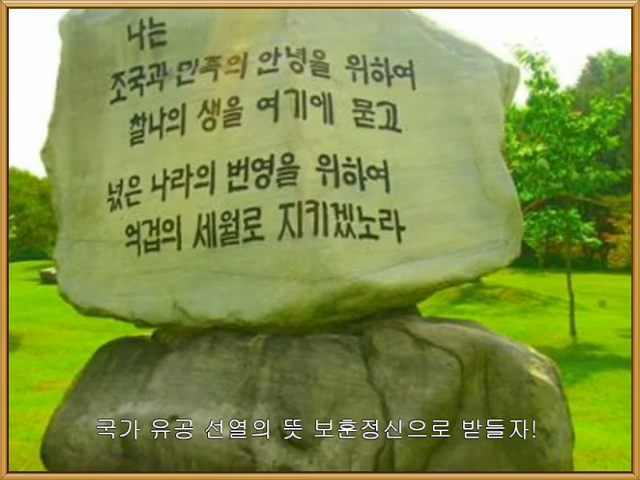 나는
조국과 민족의 안녕을 위하여
찰나의 생을 여기에 묻고
넋은 나라의 번영을 위하여
억겁의 세월로 지키겠노라
국가 유공 선열의 뜻 보훈정신으로 받들자!